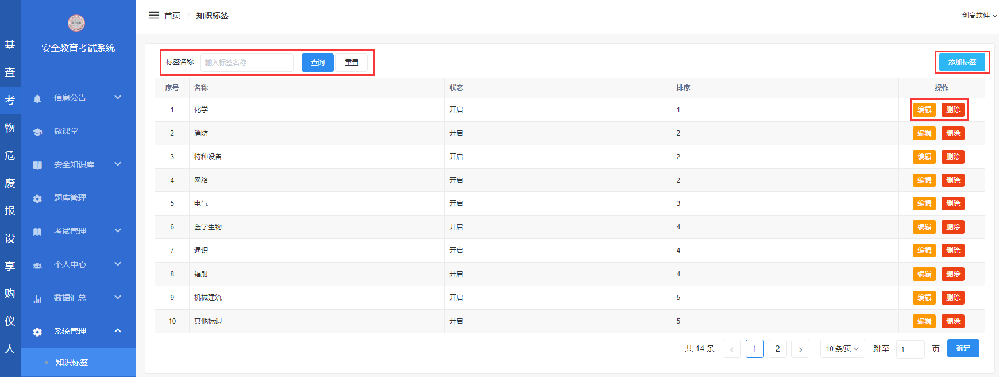 基
查
考
物
危
废
报
设
享
购
仪
人
安全教育考试系统
信息公告
微课堂
安全知识库
题库管理
考试管理
个人中心
数据汇总
系统管理
知识标签
首页 / 知识标签
创高软件
标签名称 输入标签名称 查询 重置
添加标签
序号 名称 状态 排序 操作
1 化学 开启 1 编辑 删除
2 消防 开启 2 编辑 删除
3 特种设备 开启 2 编辑 删除
4 网络 开启 2 编辑 删除
5 电气 开启 3 编辑 删除
6 医学生物 开启 4 编辑 删除
7 通识 开启 4 编辑 删除
8 辐射 开启 4 编辑 删除
9 机械建筑 开启 5 编辑 删除
10 其他标识 开启 5 编辑 删除
共 14 条 < 1 2 > 10 条/页 跳至 1 页 确定